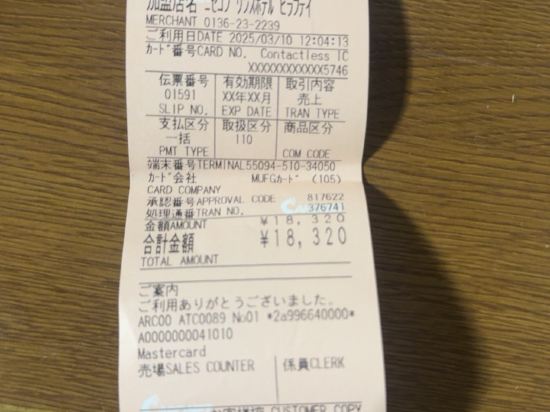 加盟店名 ニセコノ リンスホテル ヒラフテイ
MERCHANT 0136-23-2239
ご利用日DATE 2025/03/10 12:04:13
カード番号CARD NO. Contactless IC
XXXXXXXXXXXX5746
伝票番号 有効期限 取引内容
01591 XX年XX月 売上
SLIP NO. EXP DATE TRAN TYPE
支払区分 取扱区分 商品区分
一括 110
PMT TYPE COM CODE
端末番号TERMINAL55094-510-34050
カード会社 MUFGカード (105)
CARD COMPANY
承認番号APPROVAL CODE 817622
処理通番TRAN NO. 376741
金額AMOUNT ¥18,320
合計金額 ¥18,320
TOTAL AMOUNT
ご案内
ご利用ありがとうございました。
ARC00 ATC0089 No01 *2a996640000*
A0000000041010
Mastercard
売場SALES COUNTER 係員CLERK
お客様控 CUSTOMER COPY